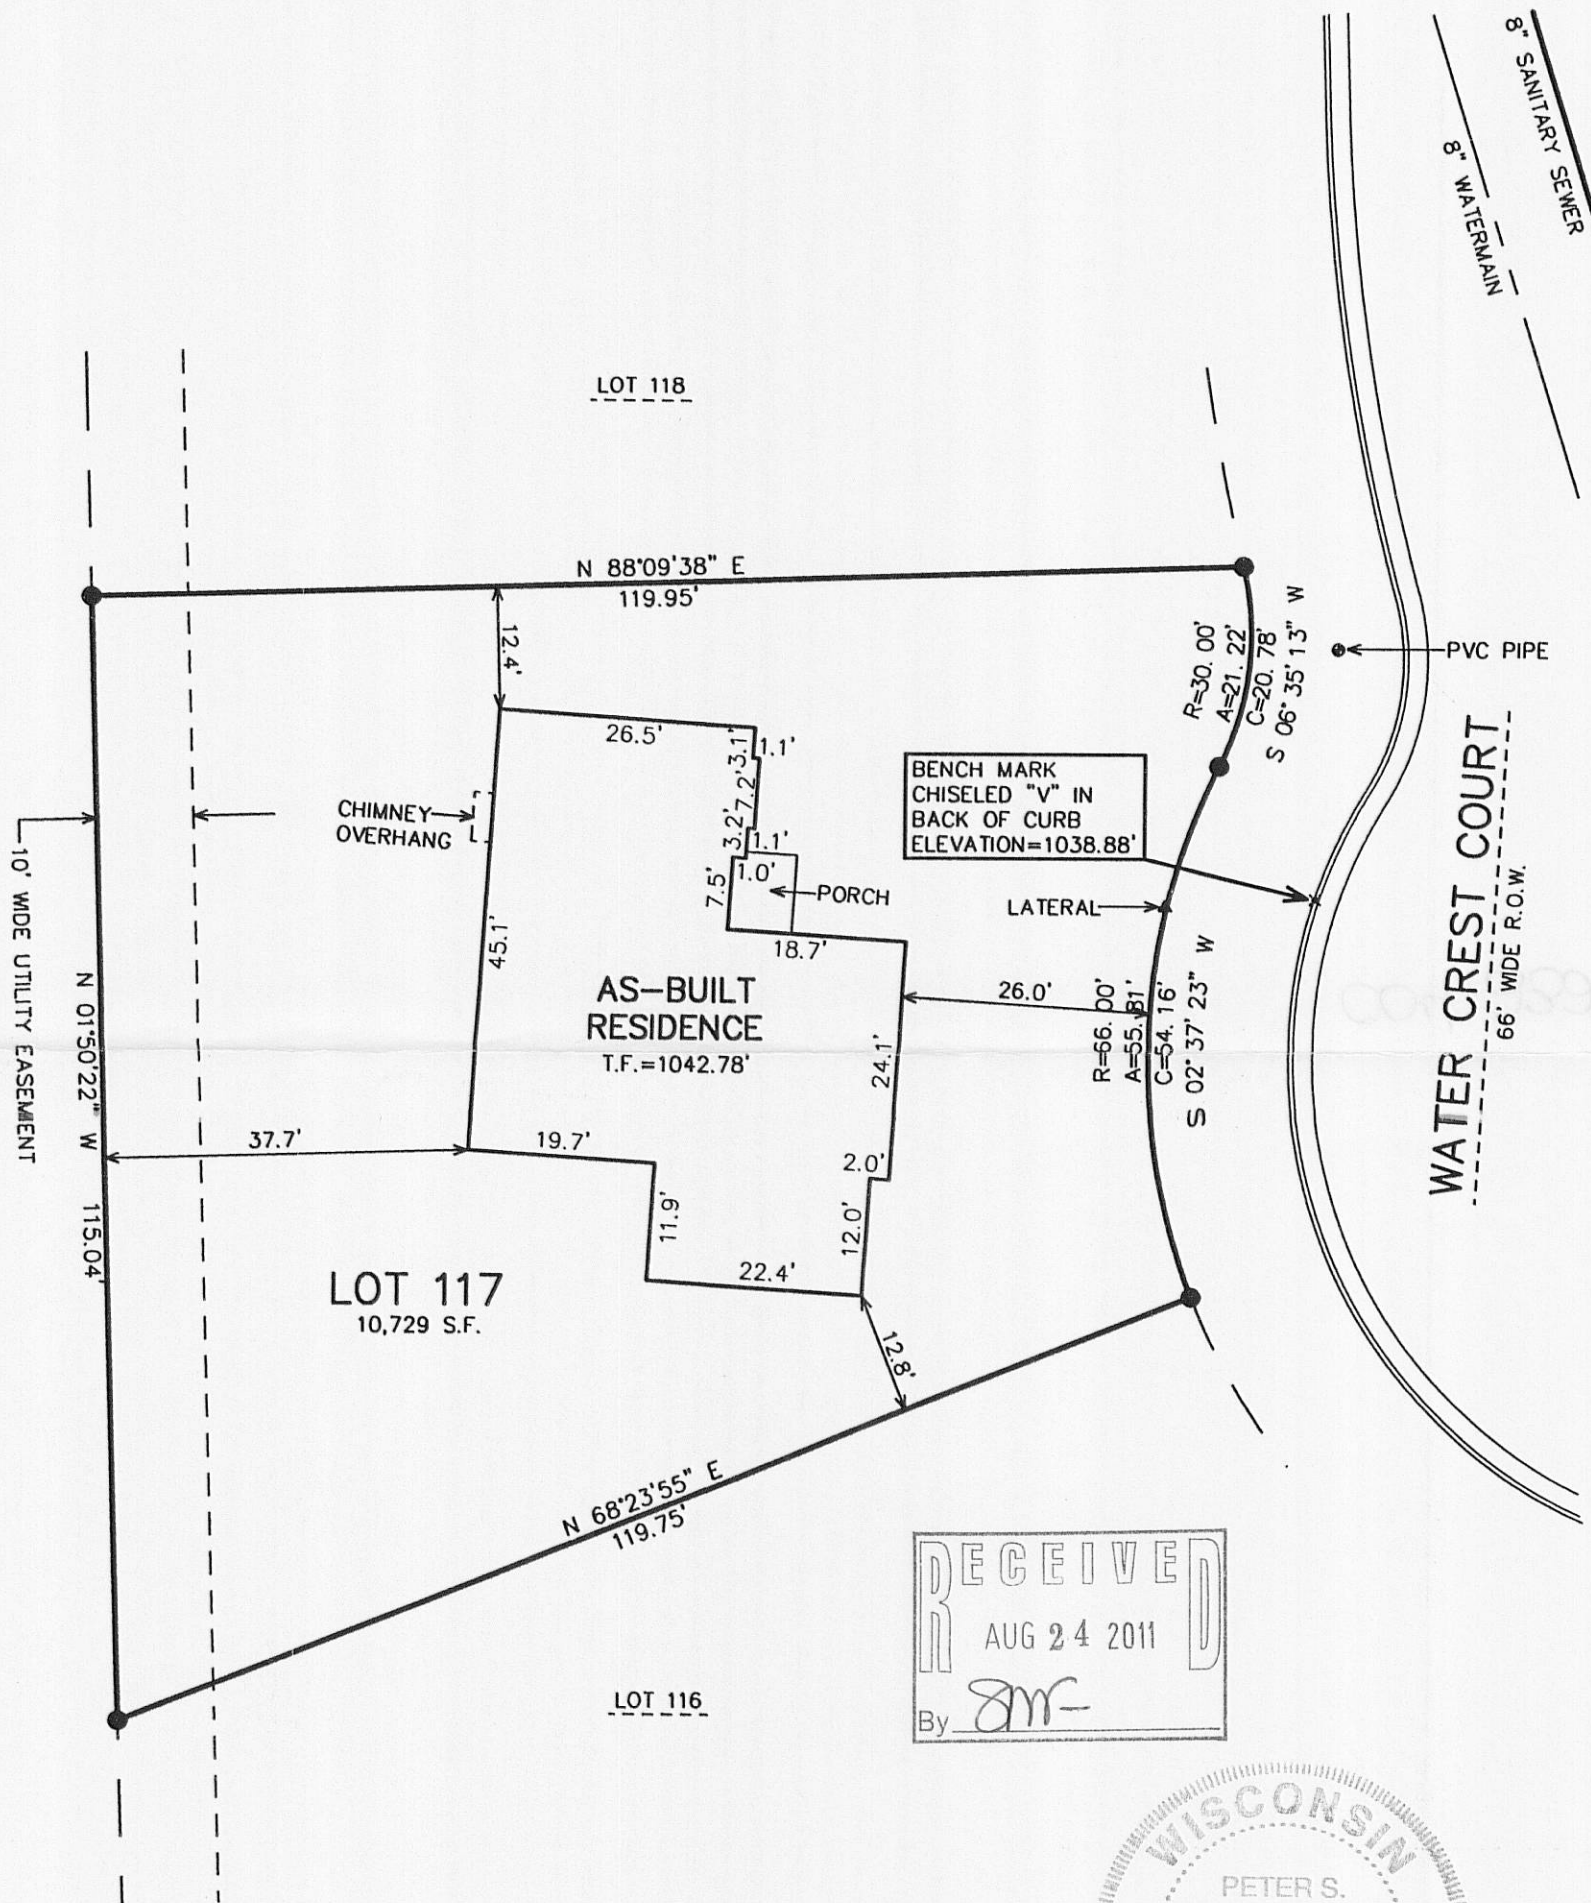 8" SANITARY SEWER
8" WATERMAIN
LOT 118
N 88°09'38" E
119.95'
R=30.00'
A=21.22'
C=20.78'
S 06°35'13" W
PVC PIPE
12.4'
26.5'
3.1'
1.1'
7.2'
3.2'
1.1'
1.0'
7.5'
PORCH
18.7'
CHIMNEY
OVERHANG
BENCH MARK
CHISELED "V" IN
BACK OF CURB
ELEVATION=1038.88'
LATERAL
WATER CREST COURT
66' WIDE R.O.W.
10' WIDE UTILITY EASEMENT
N 01°50'22" W 115.04'
45.1'
AS-BUILT
RESIDENCE
T.F.=1042.78'
26.0'
24.1'
R=66.00'
A=55.81'
C=54.16'
S 02°37'23" W
37.7'
19.7'
2.0'
11.9'
12.0'
22.4'
12.8'
LOT 117
10,729 S.F.
N 68°23'55" E
119.75'
LOT 116
RECEIVED
AUG 24 2011
By
WISCONSIN
PETER S.